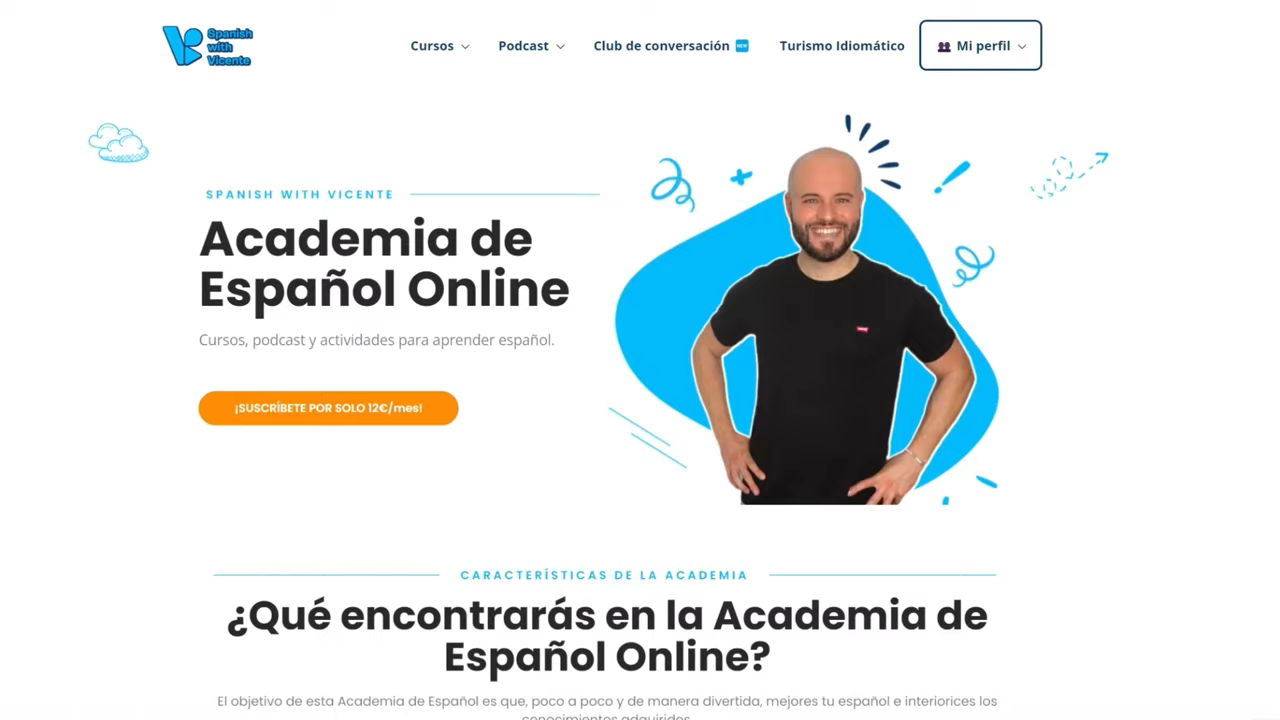 Spanish
with
Vicente
Cursos Podcast Club de conversación NEW Turismo Idiomático Mi perfil
SPANISH WITH VICENTE
Academia de
Español Online
Cursos, podcast y actividades para aprender español.
¡SUSCRÍBETE POR SOLO 12€/mes!
CARACTERÍSTICAS DE LA ACADEMIA
¿Qué encontrarás en la Academia de
Español Online?
El objetivo de esta Academia de Español es que, poco a poco y de manera divertida, mejores tu español e interiorices los
conocimientos adquiridos.